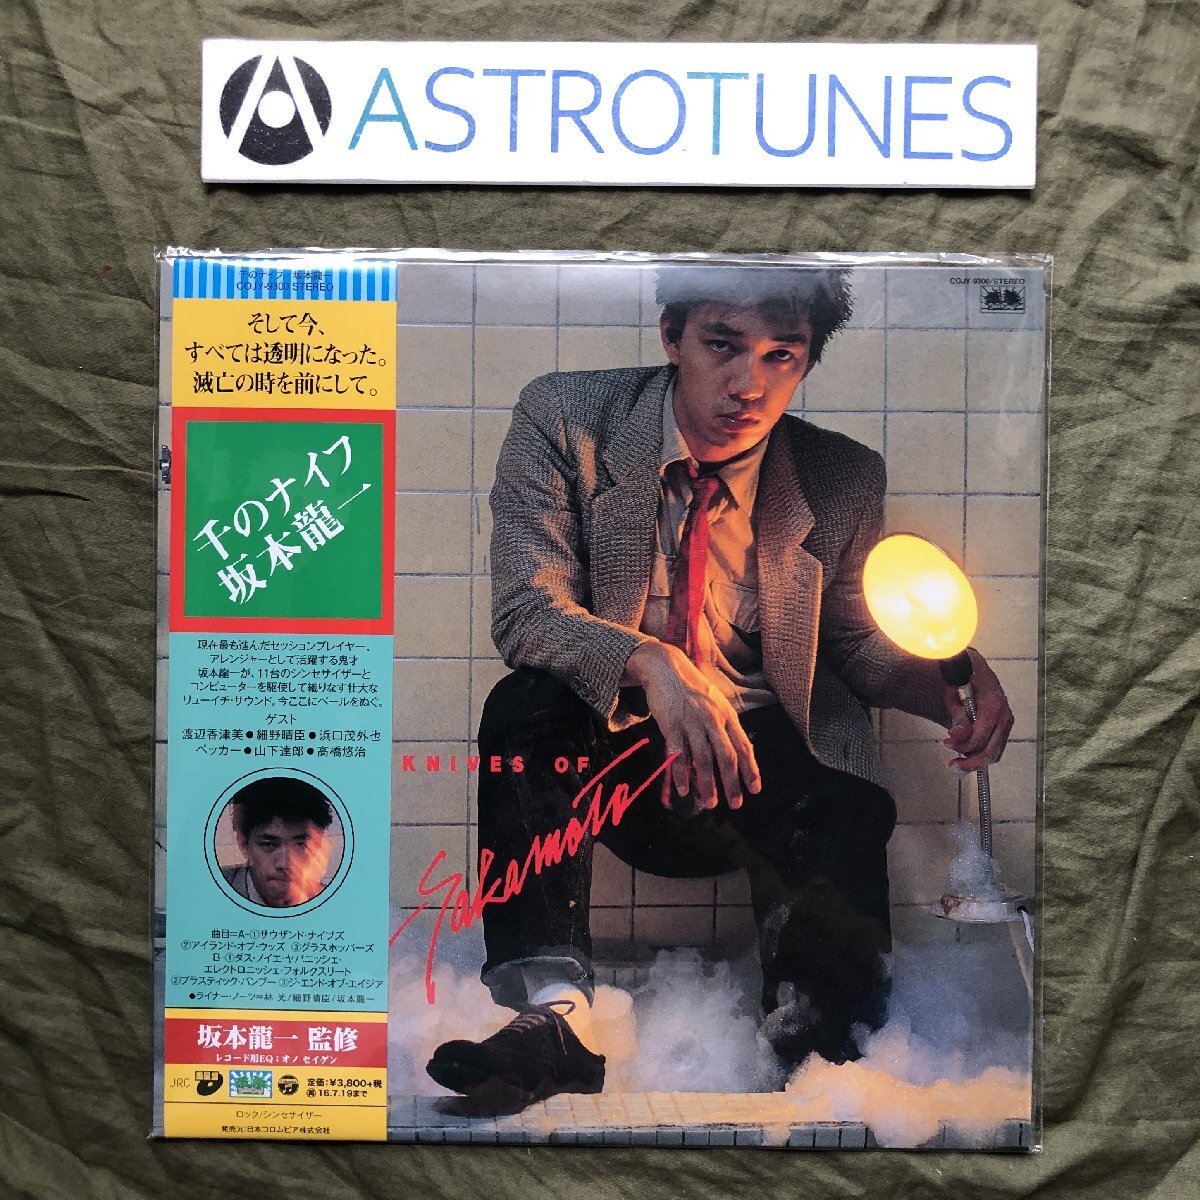 ASTROTUNES
千のナイフ 坂本龍一
COJY-9300 STEREO
そして今、
すべては透明になった。
滅亡の時を前にして。
千のナイフ
坂本龍一
現在最も進んだセッションプレイヤー、
アレンジャーとして活躍する鬼才
坂本龍一が、11台のシンセサイザーと
コンピューターを駆使して織りなす壮大な
リューイチ・サウンド。今ここにベールをぬぐ。
ゲスト
渡辺香津美●細野晴臣●浜口茂外也
ペッカー●山下達郎●高橋悠治
曲目=A-①サウザンド・ナイブズ
②アイランド・オブ・ウッズ ③グラスホッパーズ
B-①ダス・ノイエ・ヤパニッシェ・
エレクトロニッシェ・フォルクスリート
②プラスティック・バンブー ③ジ・エンド・オブ・エイジア
●ライナー・ノーツ=林 光/細野晴臣/坂本龍一
坂本龍一 監修
レコード用EQ:オノ セイゲン
JRC
定価:¥3,800+税
再 16.7.19まで
ロック/シンセサイザー
発売元:日本コロムビア株式会社
COJY-9300/STEREO
KNIVES OF
Sakamoto